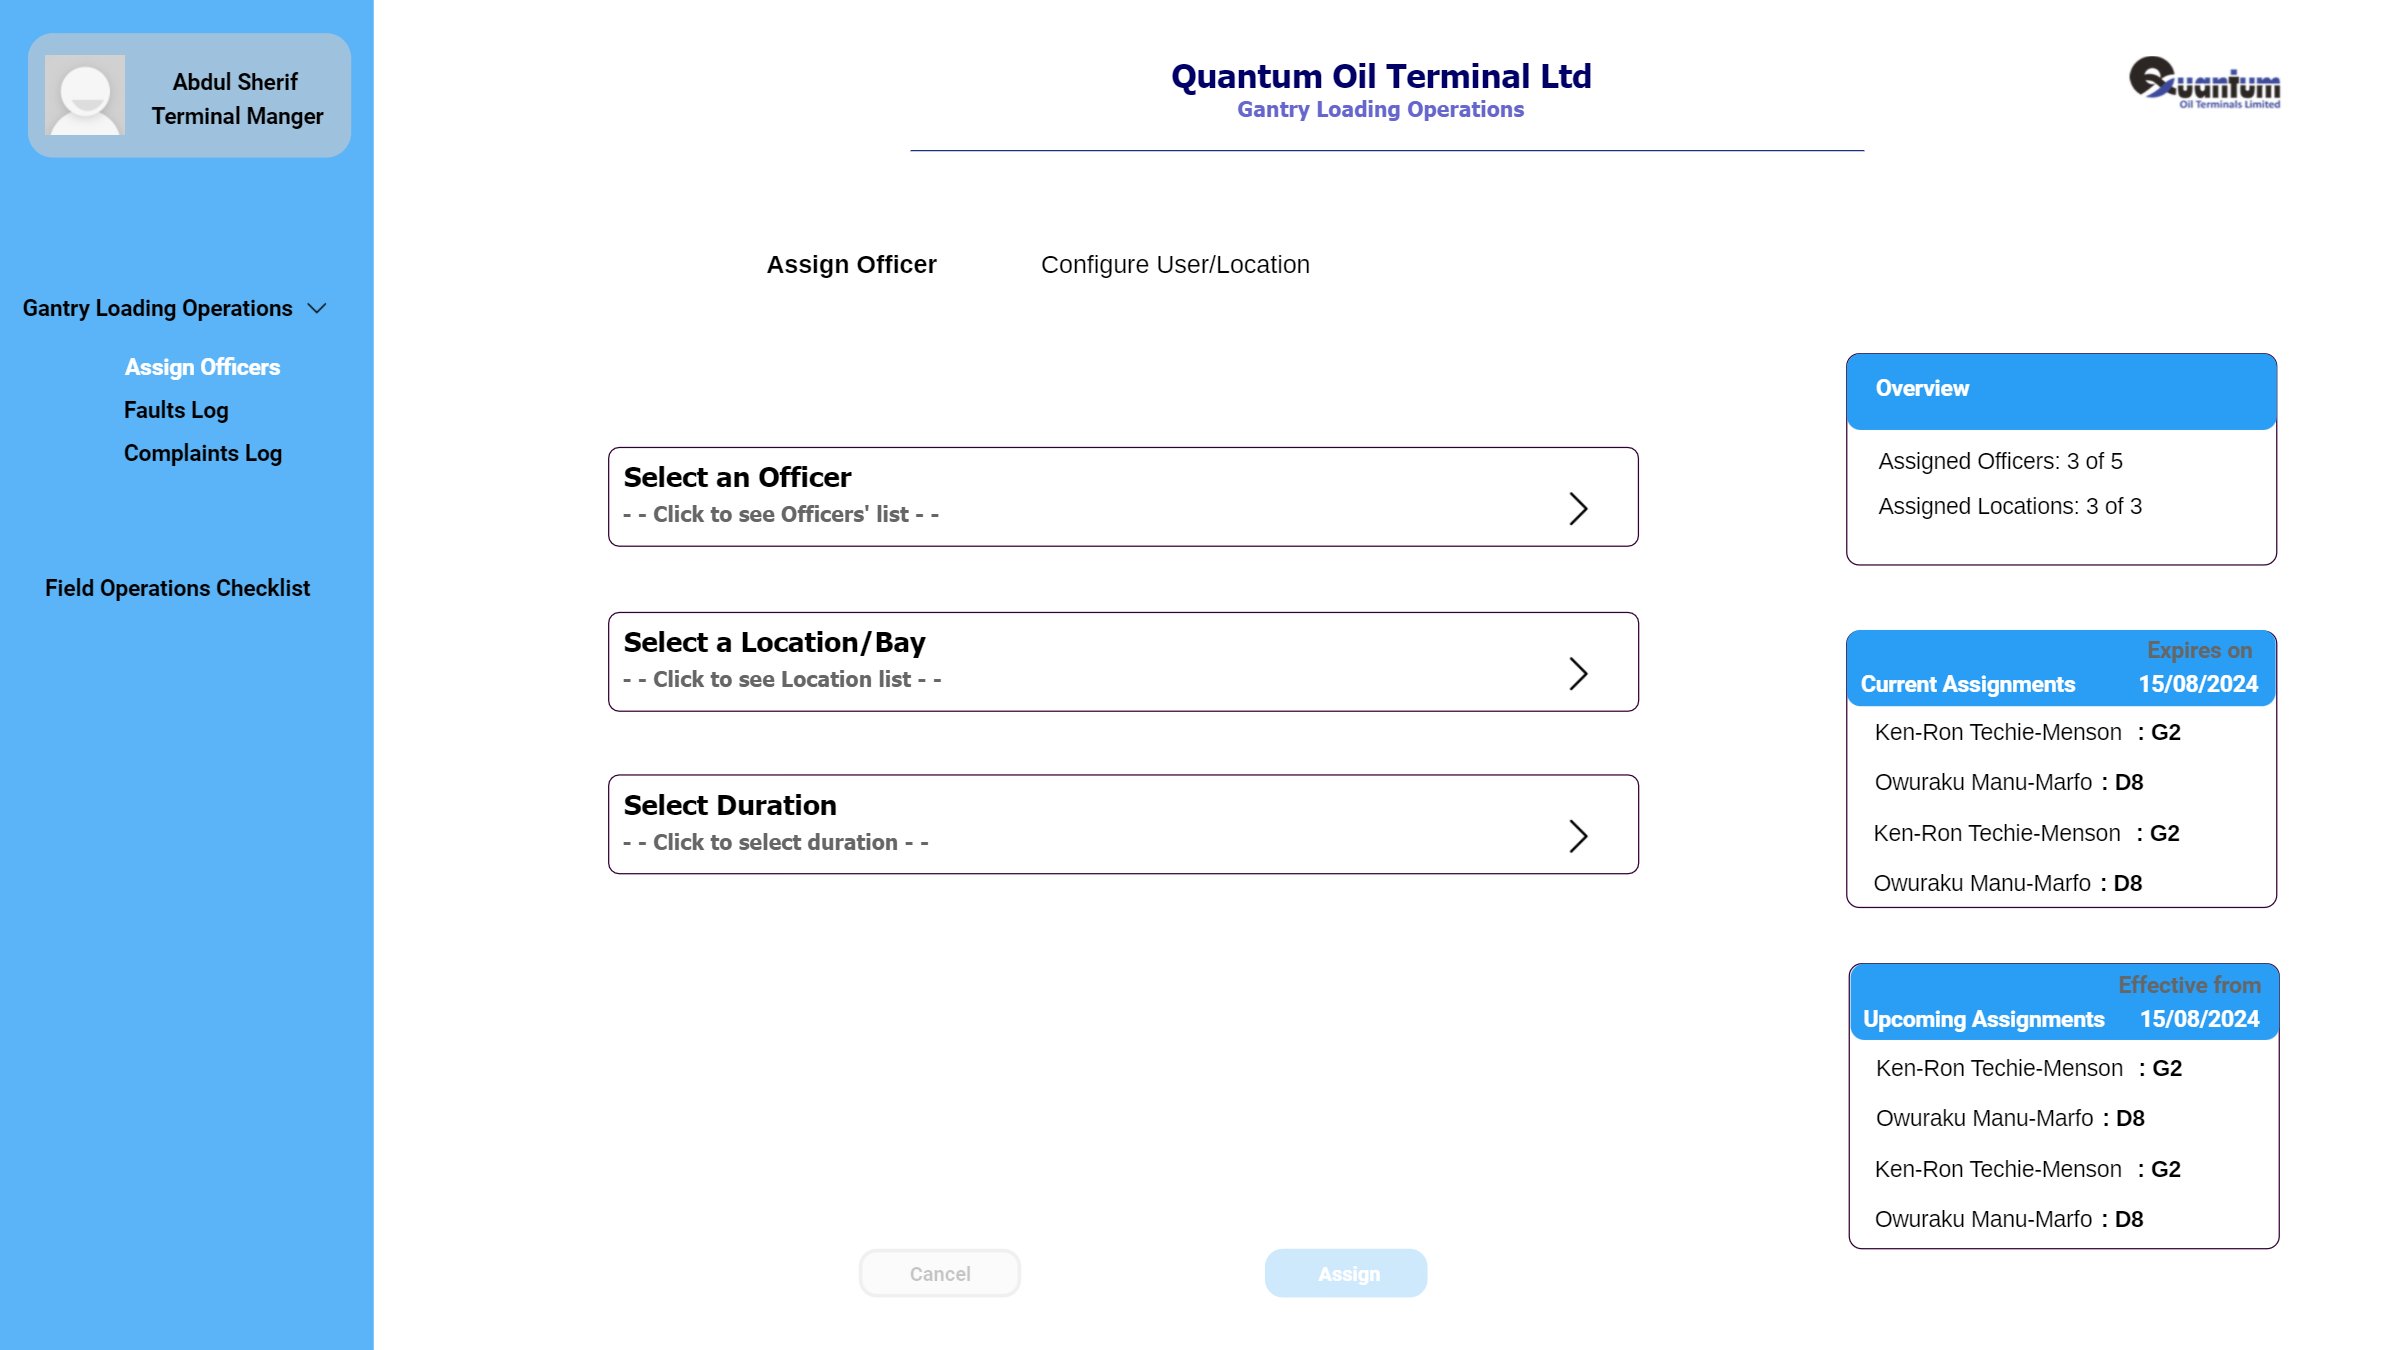 Abdul Sherif
Terminal Manger
Gantry Loading Operations
Assign Officers
Faults Log
Complaints Log
Field Operations Checklist
Quantum Oil Terminal Ltd
Gantry Loading Operations
Quantum
Oil Terminals Limited
Assign Officer
Configure User/Location
Select an Officer
- - Click to see Officers' list - -
Select a Location/Bay
- - Click to see Location list - -
Select Duration
- - Click to select duration - -
Cancel
Assign
Overview
Assigned Officers: 3 of 5
Assigned Locations: 3 of 3
Expires on
Current Assignments 15/08/2024
Ken-Ron Techie-Menson : G2
Owuraku Manu-Marfo : D8
Ken-Ron Techie-Menson : G2
Owuraku Manu-Marfo : D8
Effective from
Upcoming Assignments 15/08/2024
Ken-Ron Techie-Menson : G2
Owuraku Manu-Marfo : D8
Ken-Ron Techie-Menson : G2
Owuraku Manu-Marfo : D8